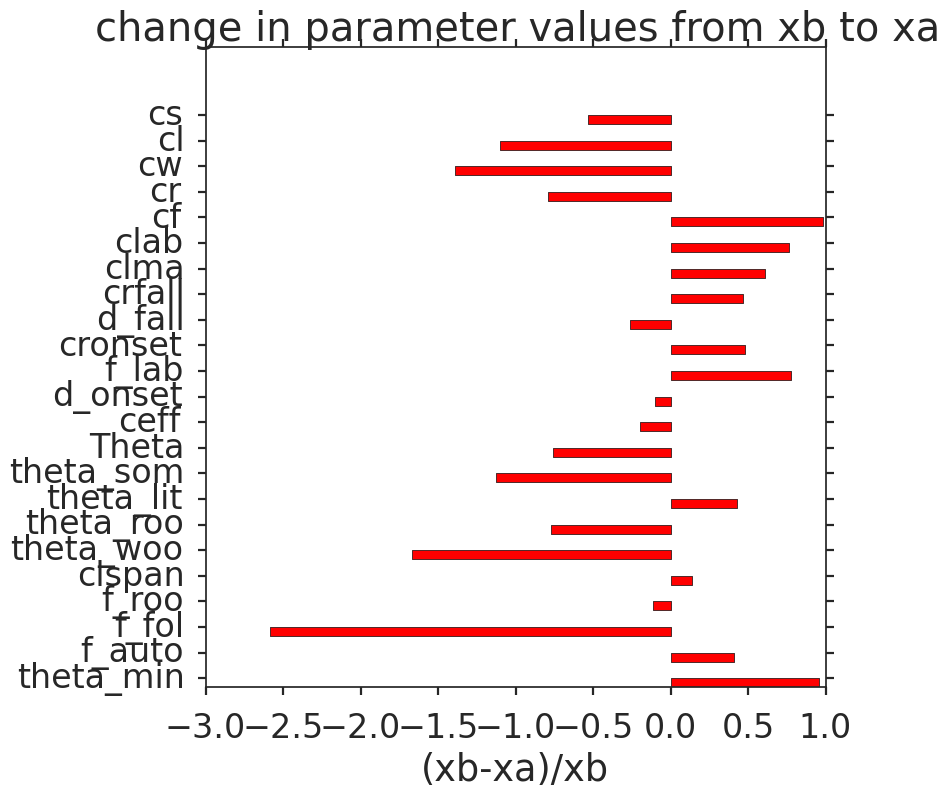 change in parameter values from xb to xa
cs
cl
cw
cr
cf
clab
clma
crfall
d_fall
cronset
f_lab
d_onset
ceff
Theta
theta_som
theta_lit
theta_roo
theta_woo
clspan
f_roo
f_fol
f_auto
theta_min
−3.0 −2.5 −2.0 −1.5 −1.0 −0.5 0.0 0.5 1.0
(xb-xa)/xb